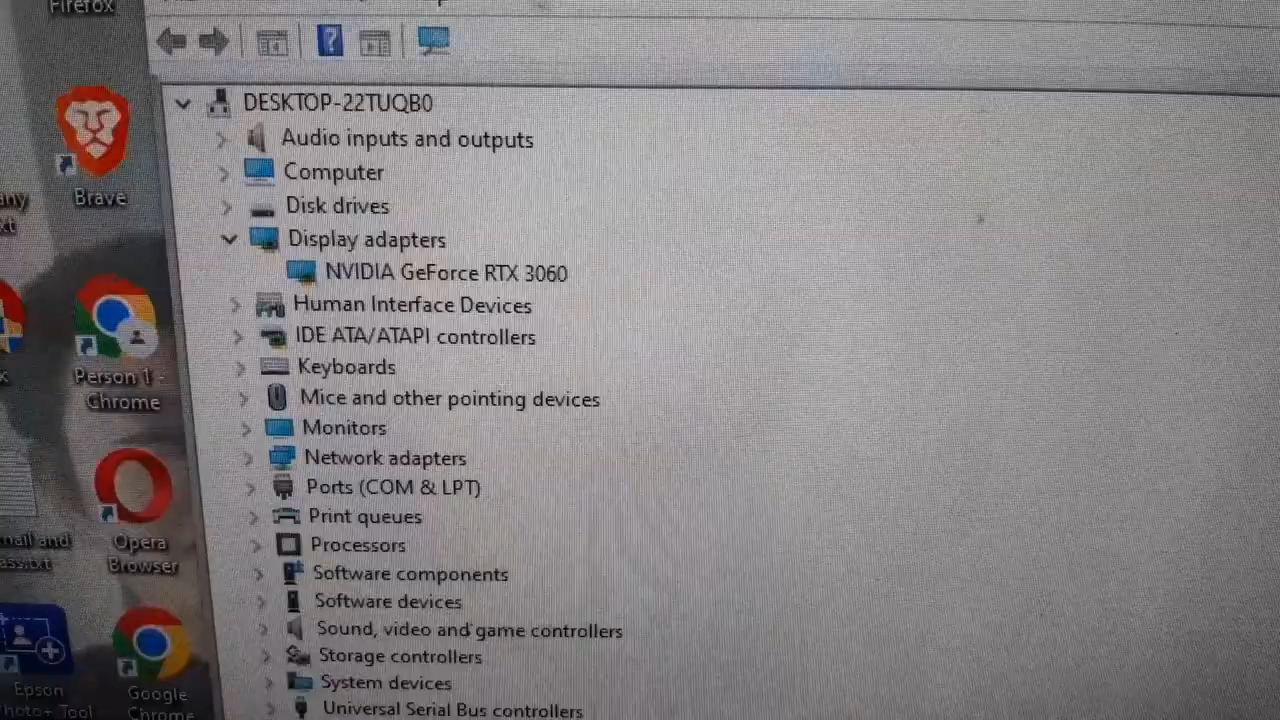 Firefox
Brave
Person 1 -
Chrome
Opera
Browser
Epson
Google
Chrome
DESKTOP-22TUQB0
Audio inputs and outputs
Computer
Disk drives
Display adapters
NVIDIA GeForce RTX 3060
Human Interface Devices
IDE ATA/ATAPI controllers
Keyboards
Mice and other pointing devices
Monitors
Network adapters
Ports (COM & LPT)
Print queues
Processors
Software components
Software devices
Sound, video and game controllers
Storage controllers
System devices
Universal Serial Bus controllers